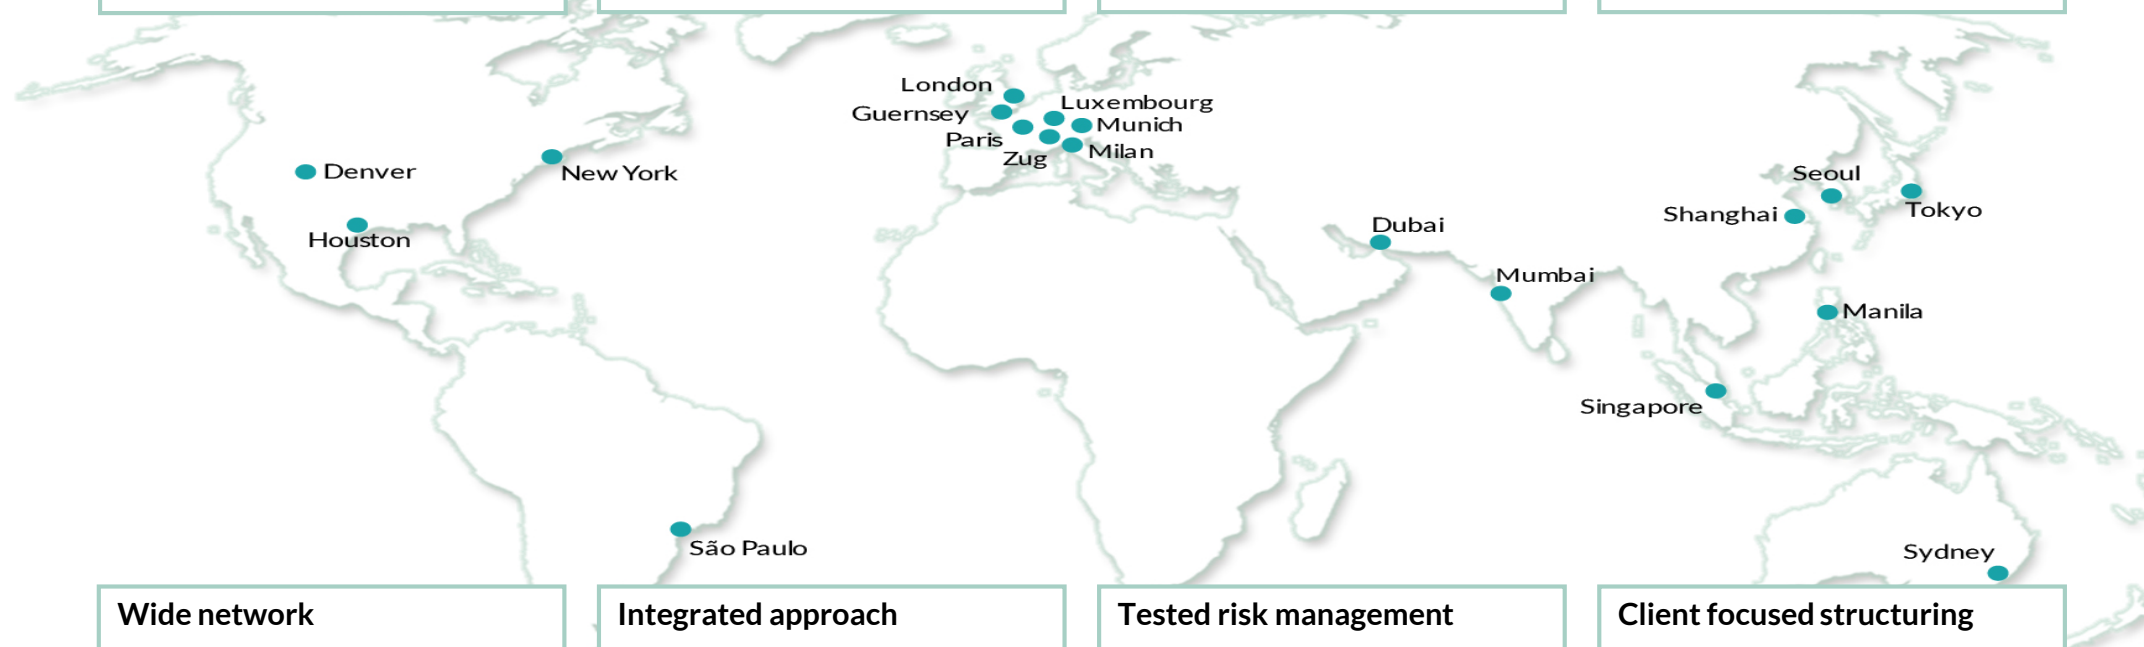 London
Luxembourg
Guernsey
Munich
Paris
Milan
Zug
Denver
New York
Seoul
Tokyo
Shanghai
Houston
Dubai
Mumbai
Manila
Singapore
São Paulo
Sydney
Wide network
Integrated approach
Tested risk management
Client focused structuring